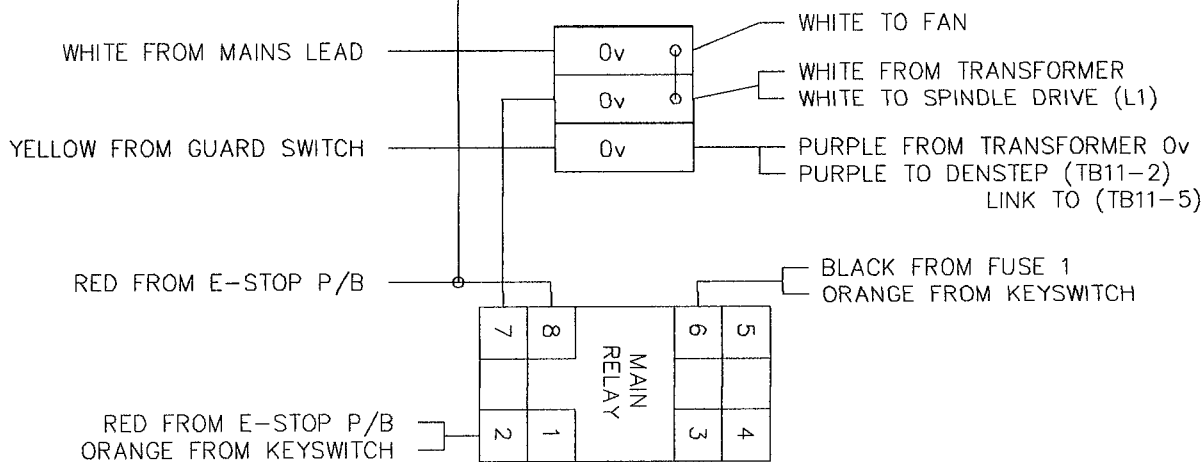 WHITE TO FAN
WHITE FROM MAINS LEAD
0v
WHITE FROM TRANSFORMER
0v
WHITE TO SPINDLE DRIVE (L1)
YELLOW FROM GUARD SWITCH
0v
PURPLE FROM TRANSFORMER 0v
PURPLE TO DENSTEP (TB11-2)
LINK TO (TB11-5)
RED FROM E-STOP P/B
BLACK FROM FUSE 1
ORANGE FROM KEYSWITCH
7 8 6 5
MAIN
RELAY
RED FROM E-STOP P/B
ORANGE FROM KEYSWITCH
2 1 3 4